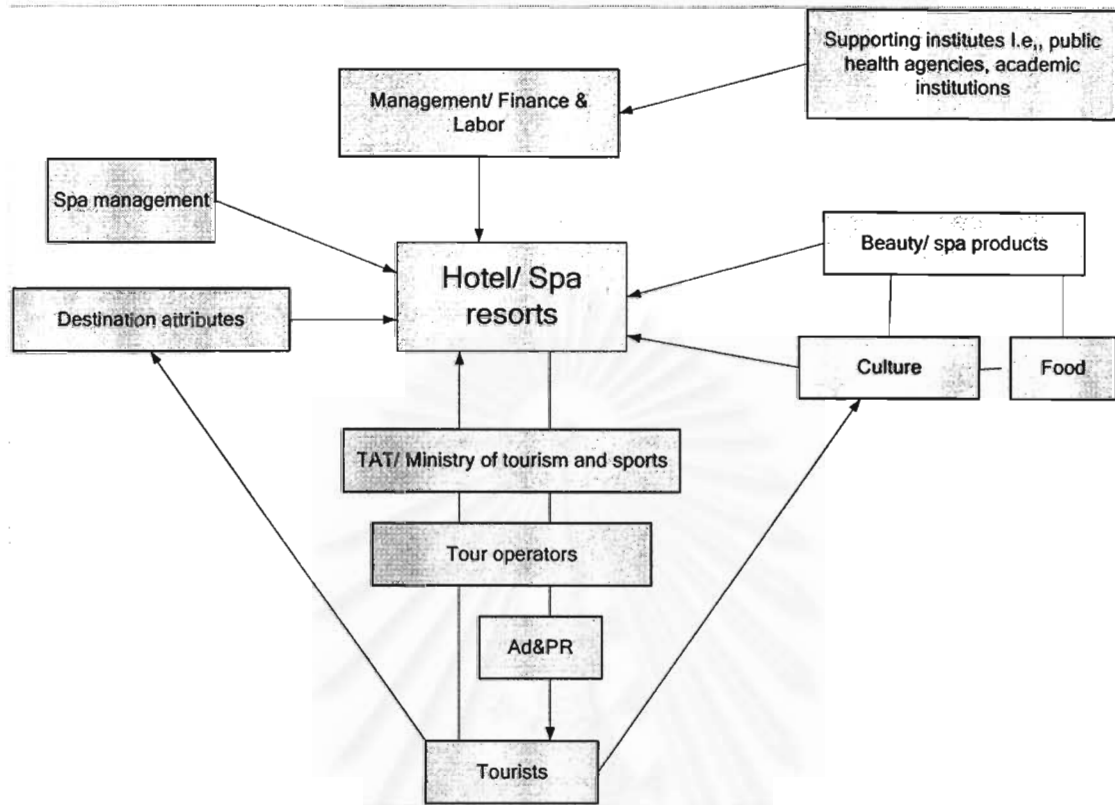 Supporting institutes I.e,, public
health agencies, academic
institutions
Management/ Finance &
Labor
Spa management
Beauty/ spa products
Hotel/ Spa
resorts
Destination attributes
Culture
Food
TAT/ Ministry of tourism and sports
Tour operators
Ad&PR
Tourists